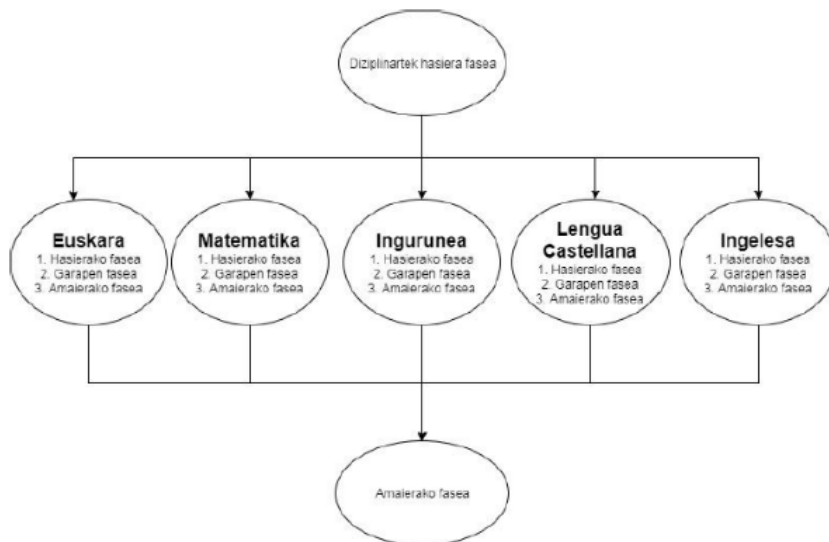 Diziplinartek hasiera fasea
Euskara
1. Hasierako fasea
2. Garapen fasea
3. Amaierako fasea
Matematika
1. Hasierako fasea
2. Garapen fasea
3. Amaierako fasea
Ingurunea
1. Hasierako fasea
2. Garapen fasea
3. Amaierako fasea
Lengua
Castellana
1. Hasierako fasea
2. Garapen fasea
3. Amaierako fasea
Ingelesa
1. Hasierako fasea
2. Garapen fasea
3. Amaierako fasea
Amaierako fasea